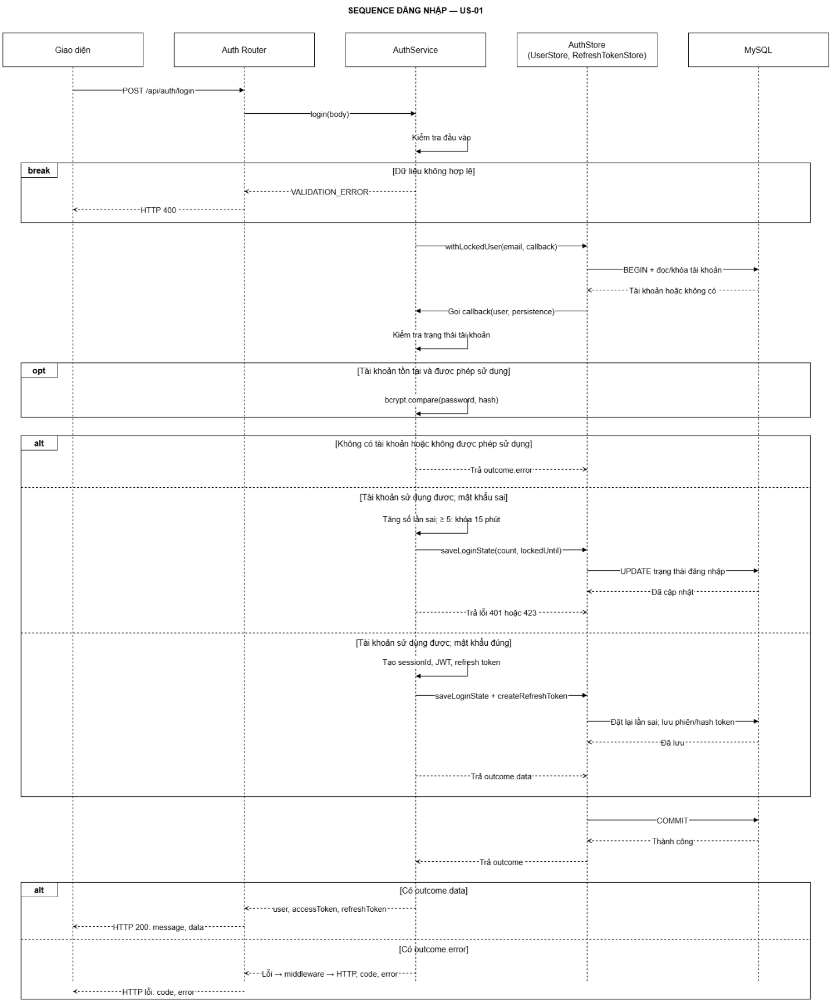 SEQUENCE ĐĂNG NHẬP — US-01
Giao diện
Auth Router
AuthService
AuthStore
(UserStore, RefreshTokenStore)
MySQL
POST /api/auth/login
login(body)
Kiểm tra đầu vào
break
[Dữ liệu không hợp lệ]
VALIDATION_ERROR
HTTP 400
withLockedUser(email, callback)
BEGIN + đọc/khóa tài khoản
Tài khoản hoặc không có
Gọi callback(user, persistence)
Kiểm tra trạng thái tài khoản
opt
[Tài khoản tồn tại và được phép sử dụng]
bcrypt.compare(password, hash)
alt
[Không có tài khoản hoặc không được phép sử dụng]
Trả outcome.error
[Tài khoản sử dụng được; mật khẩu sai]
Tăng số lần sai; ≥ 5: khóa 15 phút
saveLoginState(count, lockedUntil)
UPDATE trạng thái đăng nhập
Đã cập nhật
Trả lỗi 401 hoặc 423
[Tài khoản sử dụng được; mật khẩu đúng]
Tạo sessionId, JWT, refresh token
saveLoginState + createRefreshToken
Đặt lại lần sai; lưu phiên/hash token
Đã lưu
Trả outcome.data
COMMIT
Thành công
Trả outcome
alt
[Có outcome.data]
user, accessToken, refreshToken
HTTP 200: message, data
[Có outcome.error]
Lỗi → middleware → HTTP, code, error
HTTP lỗi: code, error